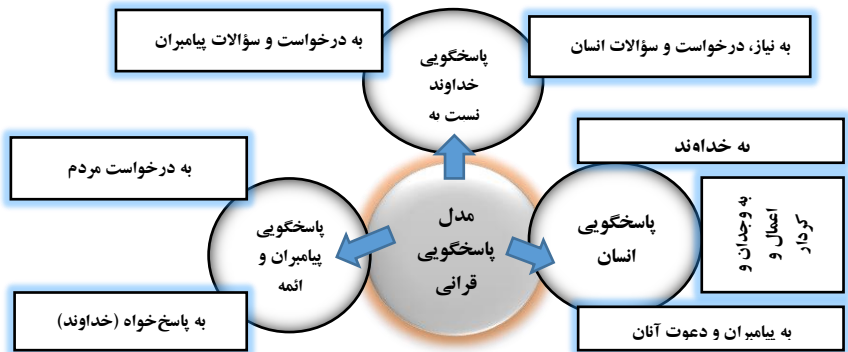 به نیاز، درخواست و سؤالات انسان
به درخواست و سؤالات پیامبران
پاسخگویی
خداوند
نست به
به خداوند
به درخواست مردم
به وجدان و
اعمال و
کردار
مدل
پاسخگویی
قرانی
پاسخگویی
انسان
پاسخگویی
پیامبران و
ائمه
به پیامبران و دعوت آنان
به پاسخ‌خواه (خداوند)